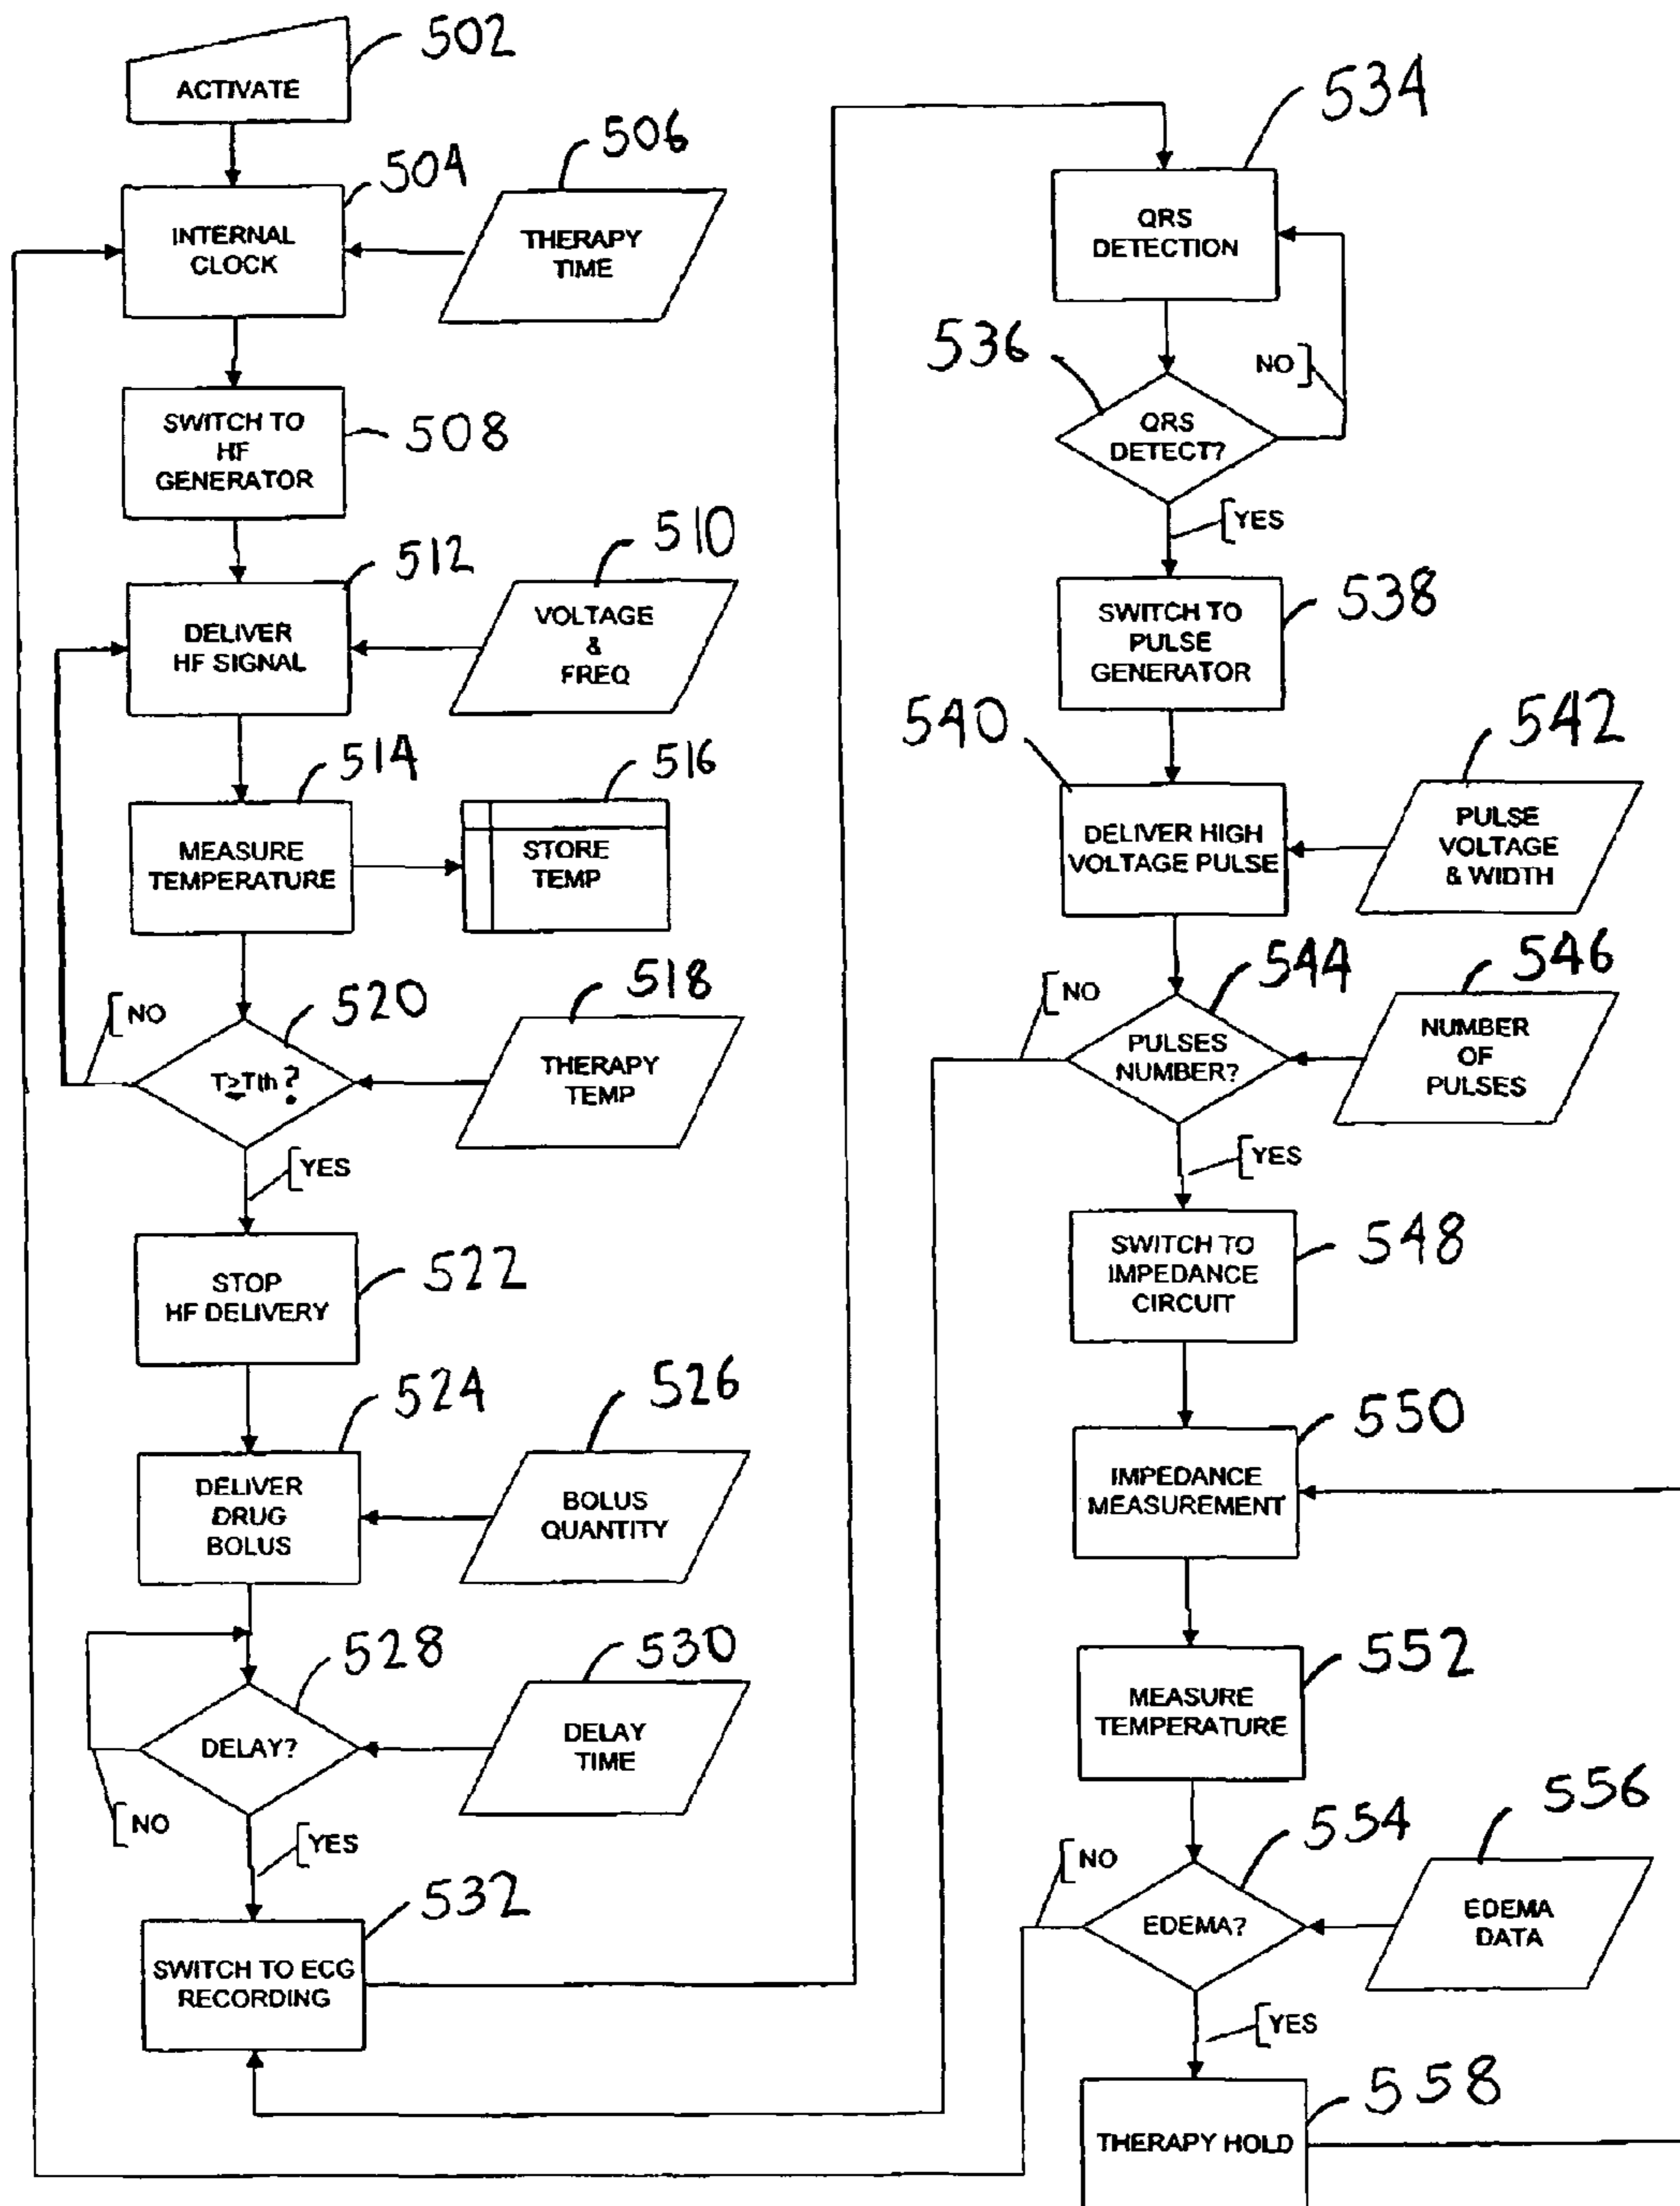 502
ACTIVATE
504
506
INTERNAL
CLOCK
THERAPY
TIME
SWITCH TO
HF
GENERATOR
508
510
512
DELIVER
HF SIGNAL
VOLTAGE
&
FREQ
514
516
MEASURE
TEMPERATURE
STORE
TEMP
NO
520
518
T≥Tth?
THERAPY
TEMP
YES
STOP
HF DELIVERY
522
524
526
DELIVER
DRUG
BOLUS
BOLUS
QUANTITY
528
530
DELAY?
DELAY
TIME
NO
YES
532
SWITCH TO ECG
RECORDING
534
QRS
DETECTION
536
NO
QRS
DETECT?
YES
SWITCH TO
PULSE
GENERATOR
538
540
542
DELIVER HIGH
VOLTAGE PULSE
PULSE
VOLTAGE
& WIDTH
NO
544
546
PULSES
NUMBER?
NUMBER
OF
PULSES
YES
SWITCH TO
IMPEDANCE
CIRCUIT
548
550
IMPEDANCE
MEASUREMENT
552
MEASURE
TEMPERATURE
NO
554
556
EDEMA?
EDEMA
DATA
YES
558
THERAPY HOLD